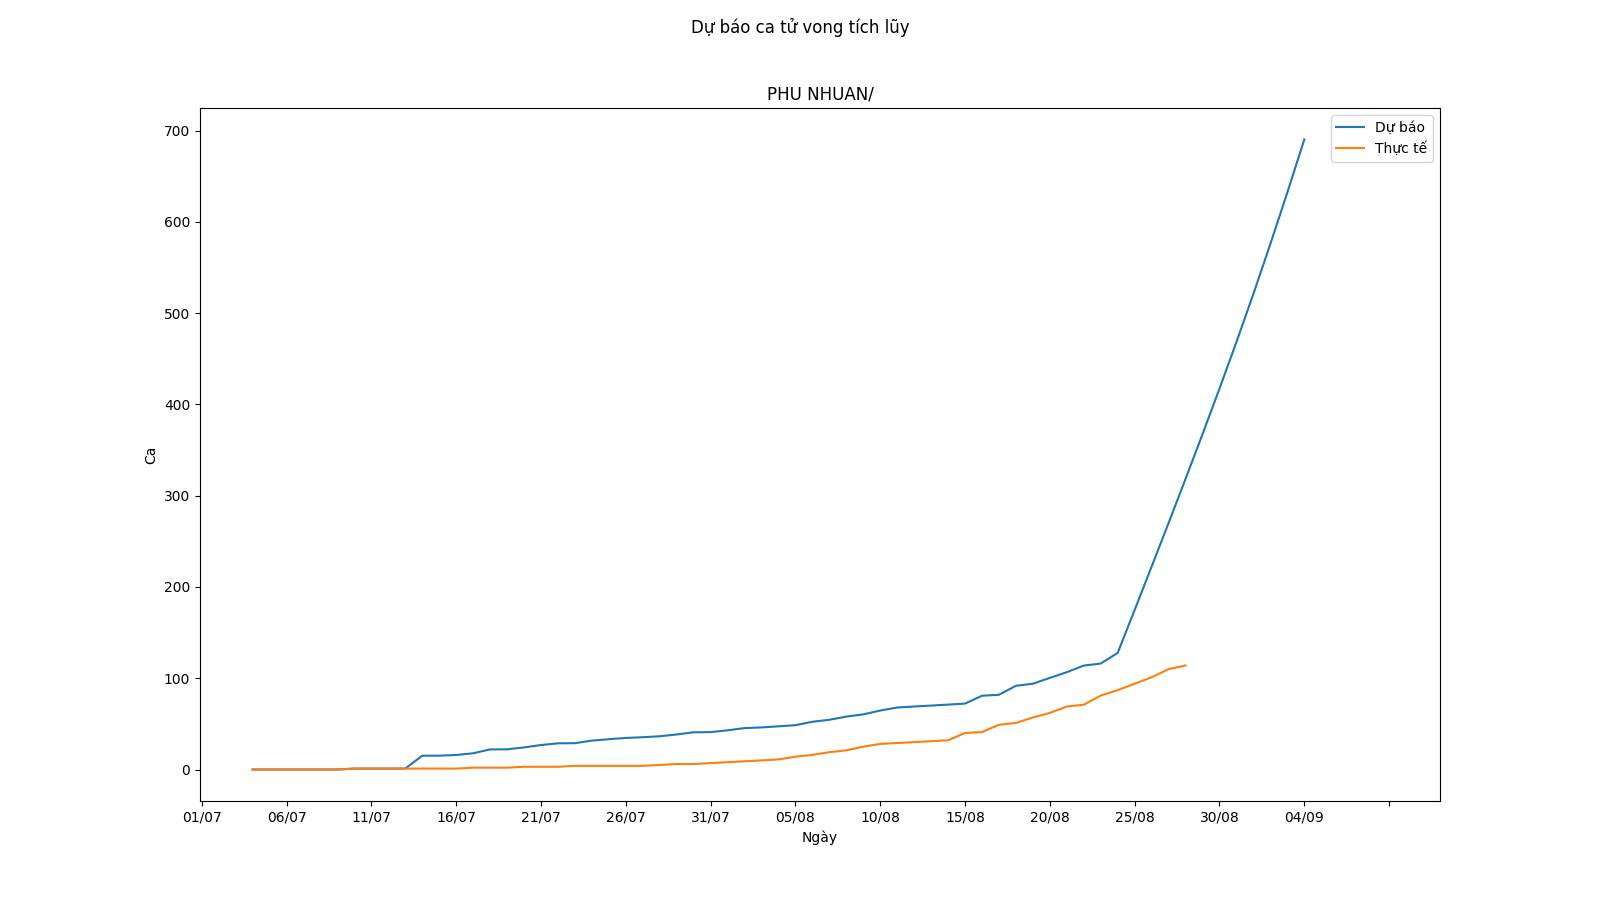 Dự báo ca tử vong tích lũy
PHU NHUAN/
Dự báo
Thực tế
700
600
500
400
300
200
100
0
Ca
01/07 06/07 11/07 16/07 21/07 26/07 31/07 05/08 10/08 15/08 20/08 25/08 30/08 04/09
Ngày